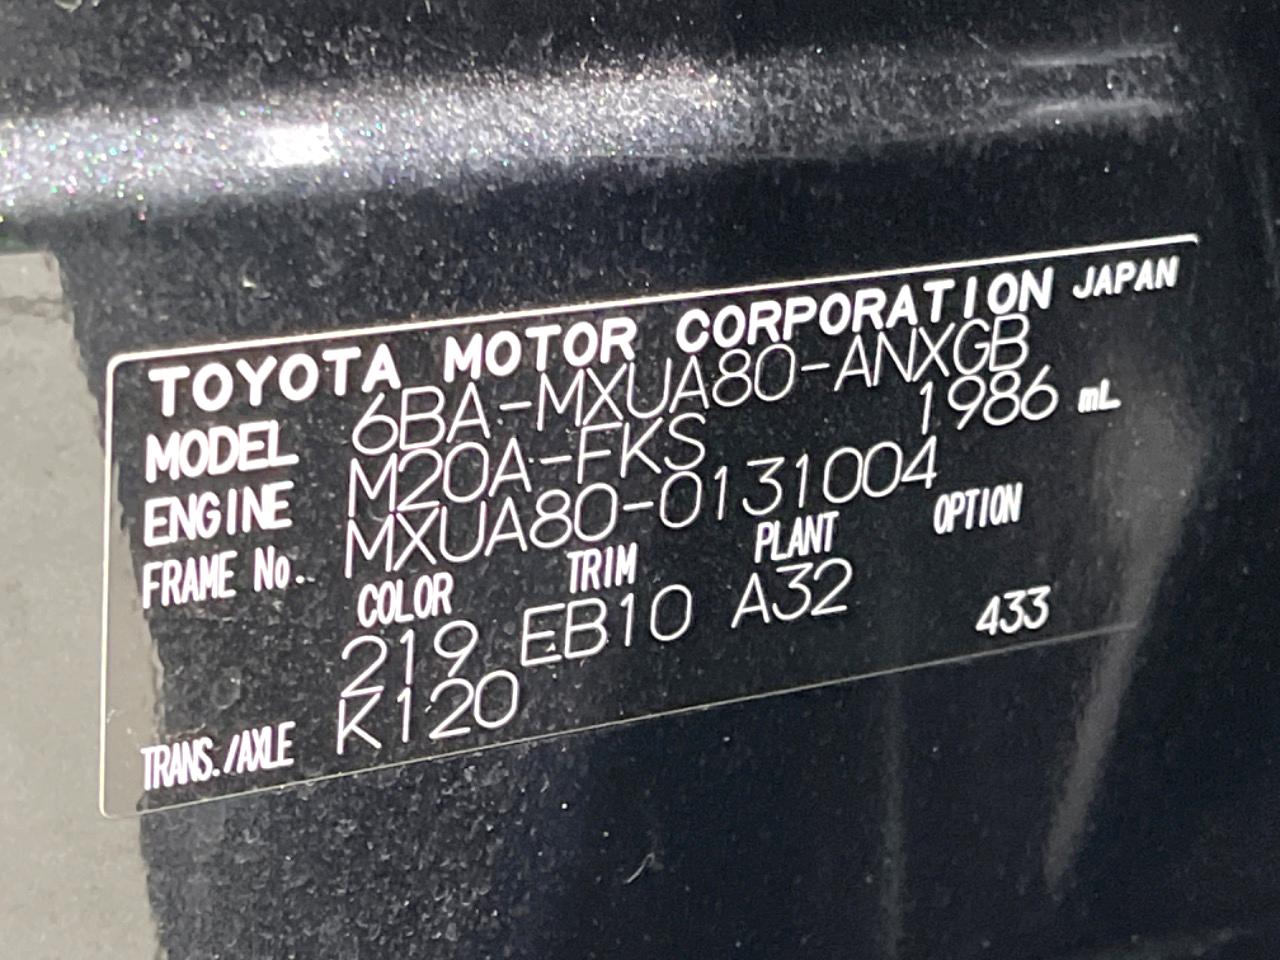 TOYOTA MOTOR CORPORATION JAPAN
MODEL 6BA-MXUA80-ANXGB
ENGINE M20A-FKS 1986 mL
FRAME No.. MXUA80-0131004
COLOR TRIM PLANT OPTION
219 EB10 A32 433
TRANS./AXLE K120